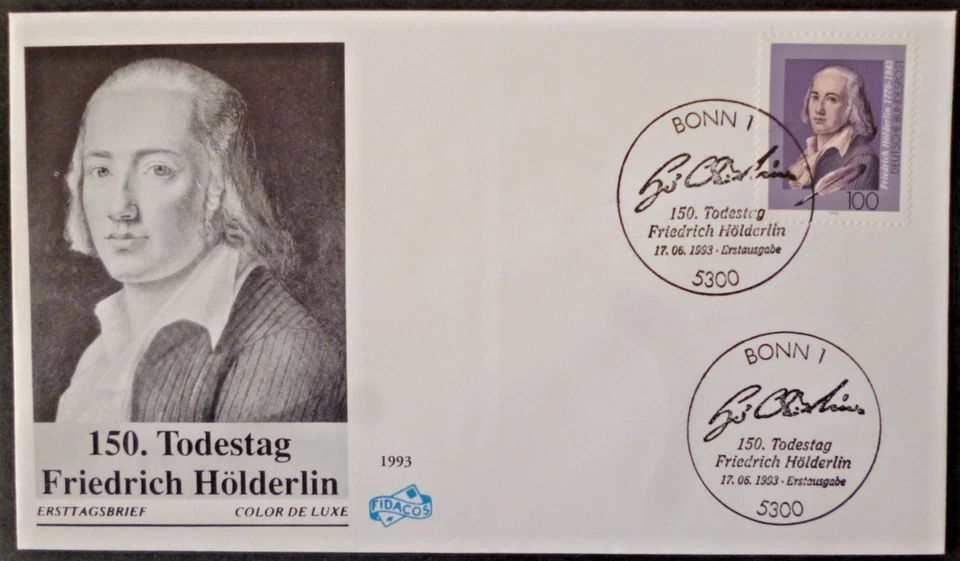 150. Todestag
Friedrich Hölderlin
ERSTTAGSBRIEF COLOR DE LUXE
1993
FIDACOS
Friedrich Hölderlin 1770-1843
DEUTSCHE BUNDESPOST
100
BONN 1
150. Todestag
Friedrich Hölderlin
17.06.1993 · Erstausgabe
5300
BONN 1
150. Todestag
Friedrich Hölderlin
17.06.1993 · Erstausgabe
5300